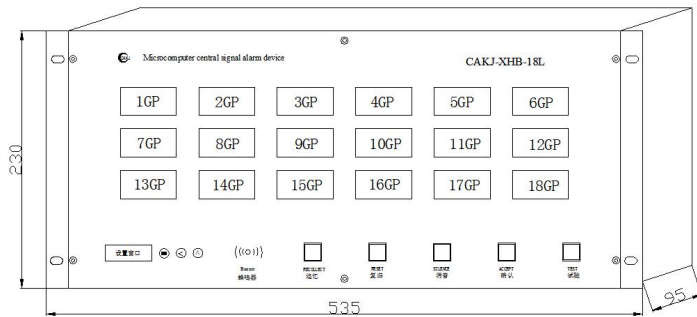 Microcomputer central signal alarm device
CAKJ-XHB-18L
1GP 2GP 3GP 4GP 5GP 6GP
7GP 8GP 9GP 10GP 11GP 12GP
13GP 14GP 15GP 16GP 17GP 18GP
230
设置窗口
Buzzer RECOLLECT RESET SILENCE ACCEPT TEST
蜂鸣器 追忆 复归 消音 确认 试验
535
95